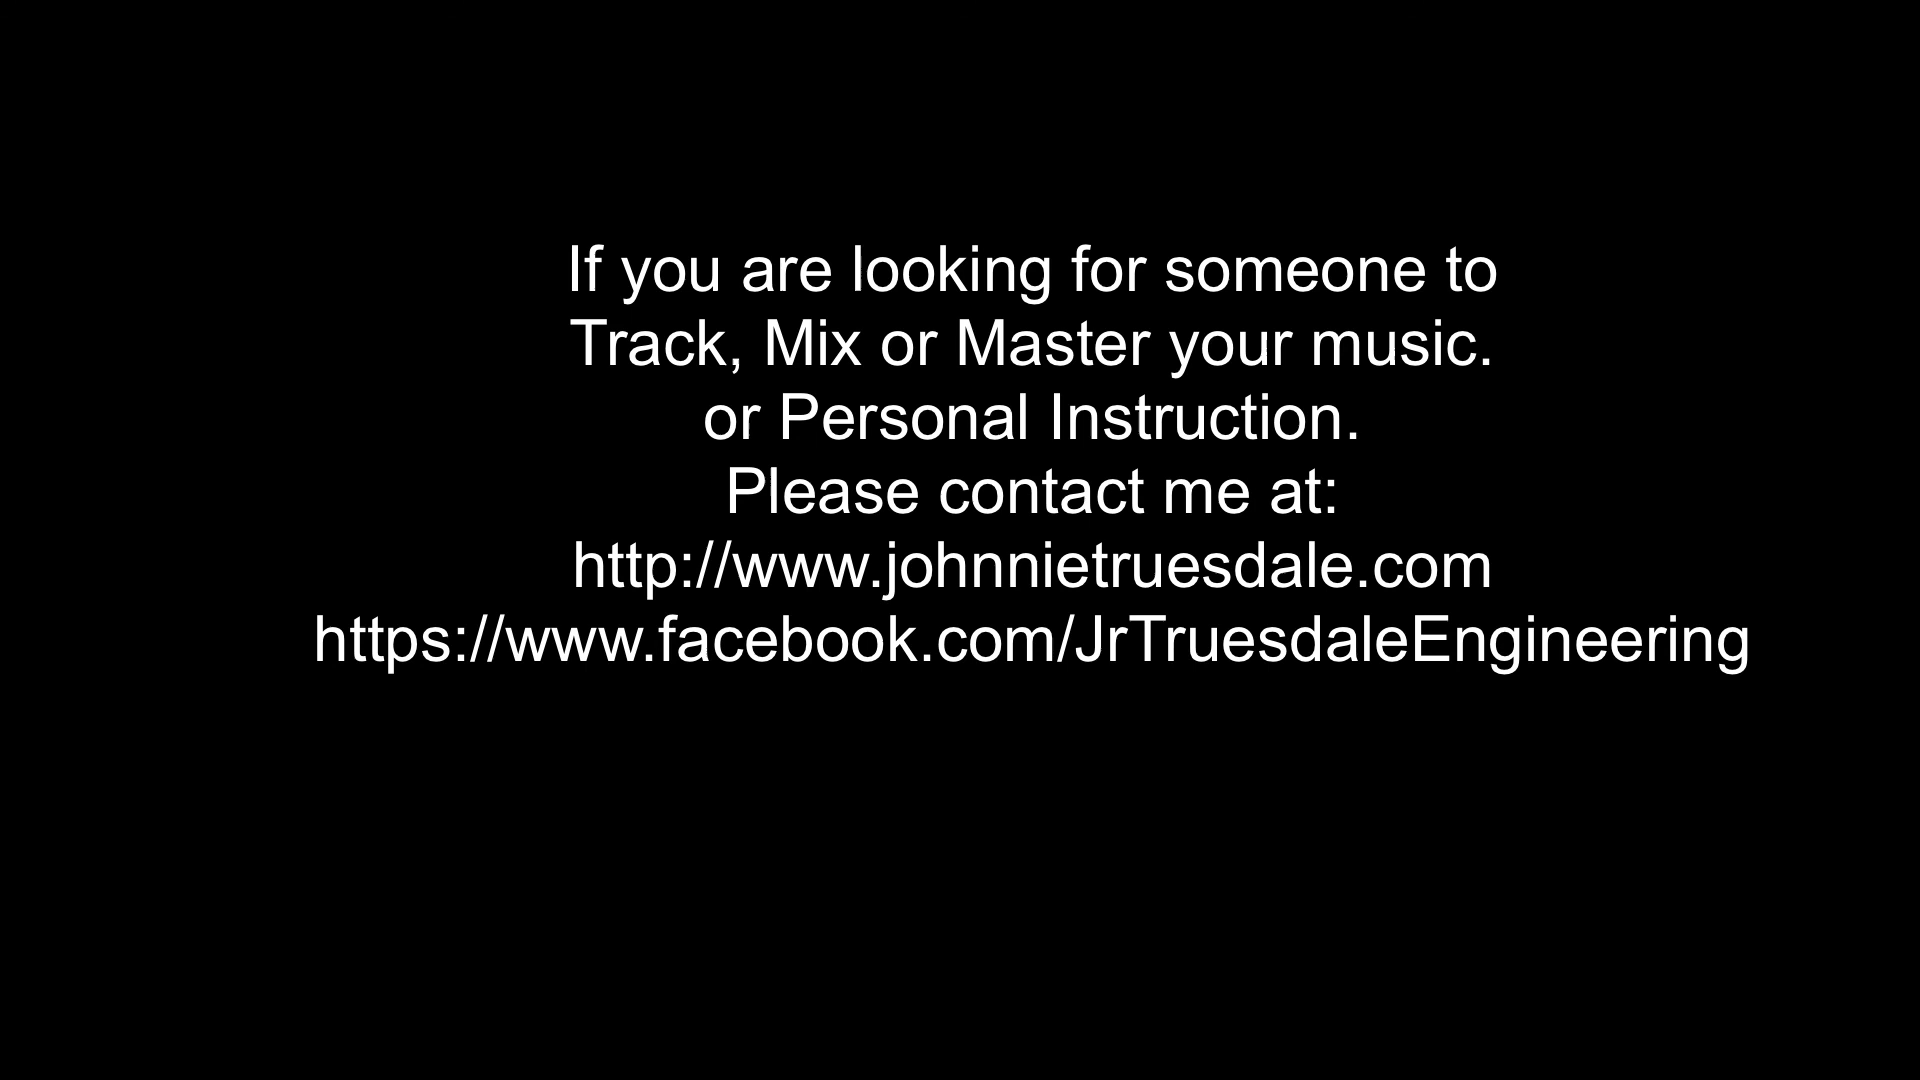 If you are looking for someone to
Track, Mix or Master your music.
or Personal Instruction.
Please contact me at:
http://www.johnnietruesdale.com
https://www.facebook.com/JrTruesdaleEngineering